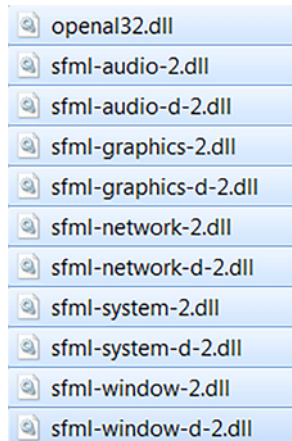 openal32.dll
sfml-audio-2.dll
sfml-audio-d-2.dll
sfml-graphics-2.dll
sfml-graphics-d-2.dll
sfml-network-2.dll
sfml-network-d-2.dll
sfml-system-2.dll
sfml-system-d-2.dll
sfml-window-2.dll
sfml-window-d-2.dll